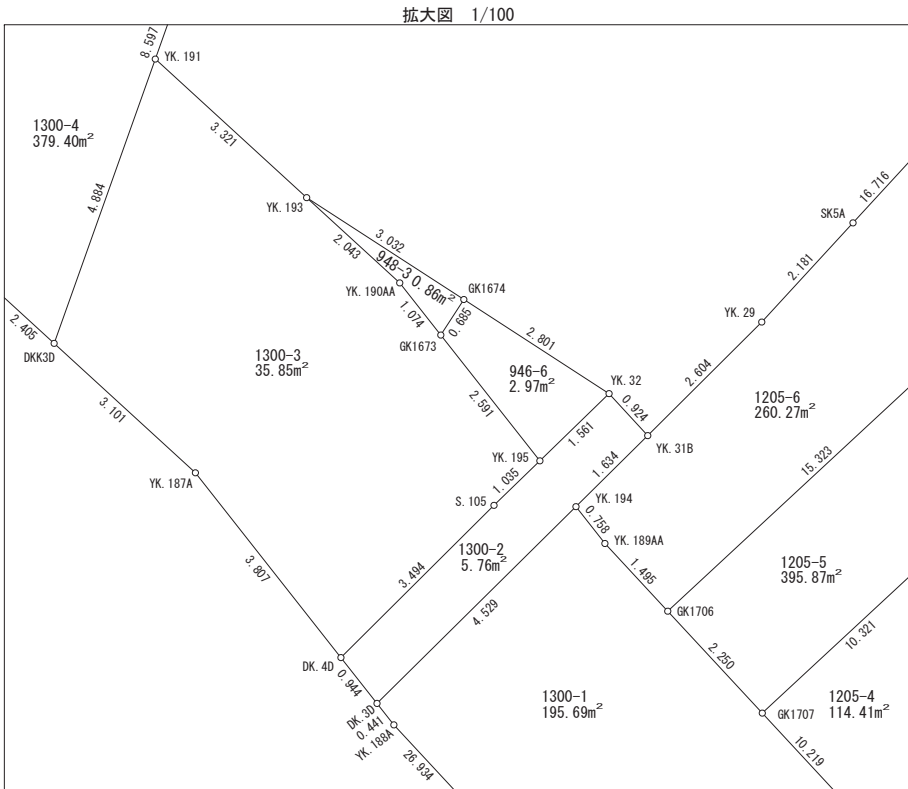 拡大図 1/100
8.597
YK.191
1300-4
379.40m²
3.321
4.884
YK.193
16.716
SK5A
3.032
2.043
948-3 0.86m²
2.181
YK.190AA
GK1674
1.074
0.685
YK.29
2.405
DKK3D
GK1673
2.801
1300-3
35.85m²
946-6
2.97m²
2.604
YK.32
0.924
1205-6
260.27m²
3.101
2.591
1.561
YK.31B
15.323
YK.195
1.634
YK.187A
1.035
S.105
YK.194
0.758
YK.189AA
1300-2
5.76m²
1205-5
395.87m²
3.807
3.494
1.495
4.529
GK1706
10.321
2.250
DK.4D
0.944
1300-1
195.69m²
1205-4
114.41m²
DK.3D
0.441
YK.188A
GK1707
26.934
10.219